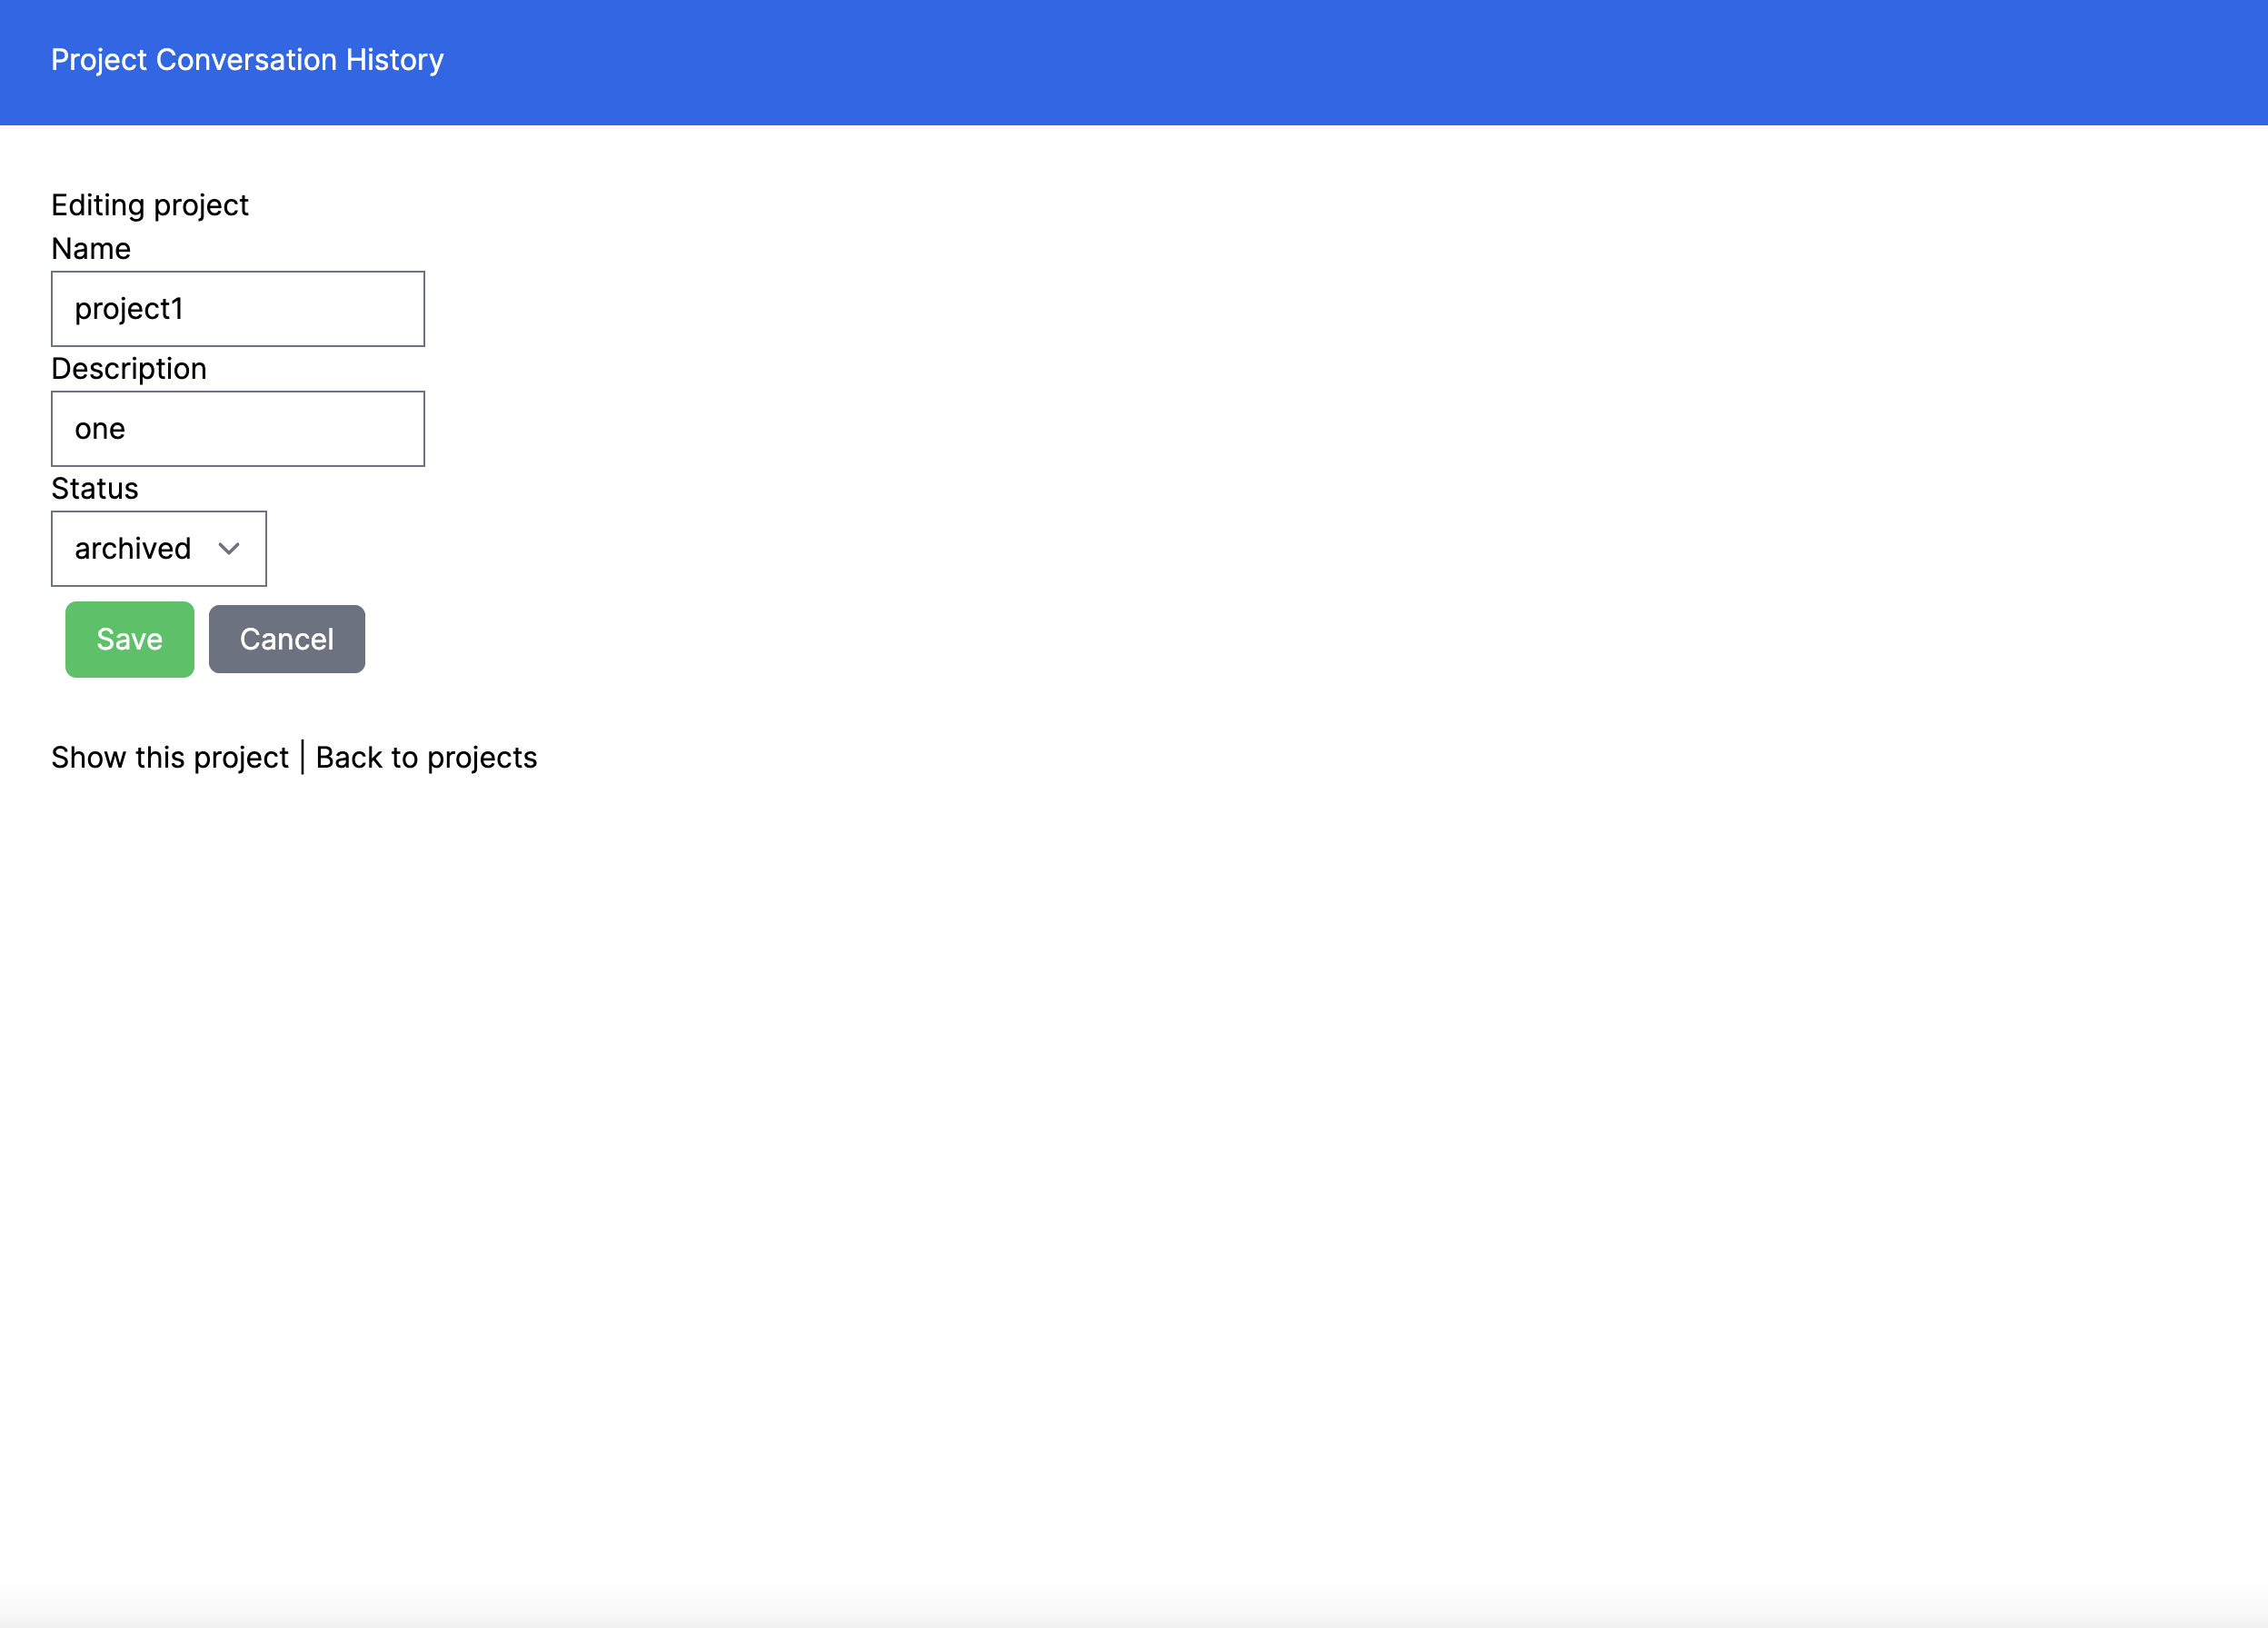 Project Conversation History
Editing project
Name
project1
Description
one
Status
archived
Save Cancel
Show this project | Back to projects